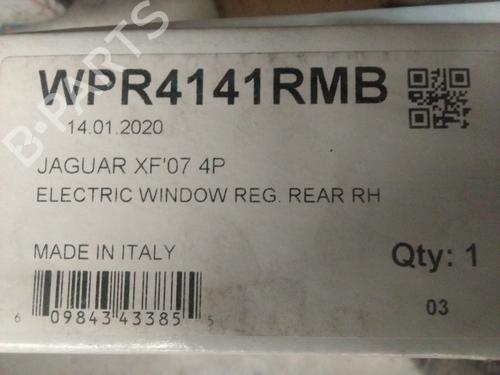 WPR4141RMB
14.01.2020
JAGUAR XF'07 4P
ELECTRIC WINDOW REG. REAR RH
MADE IN ITALY
Qty: 1
6 09843 43385 5
03
B-PARTS